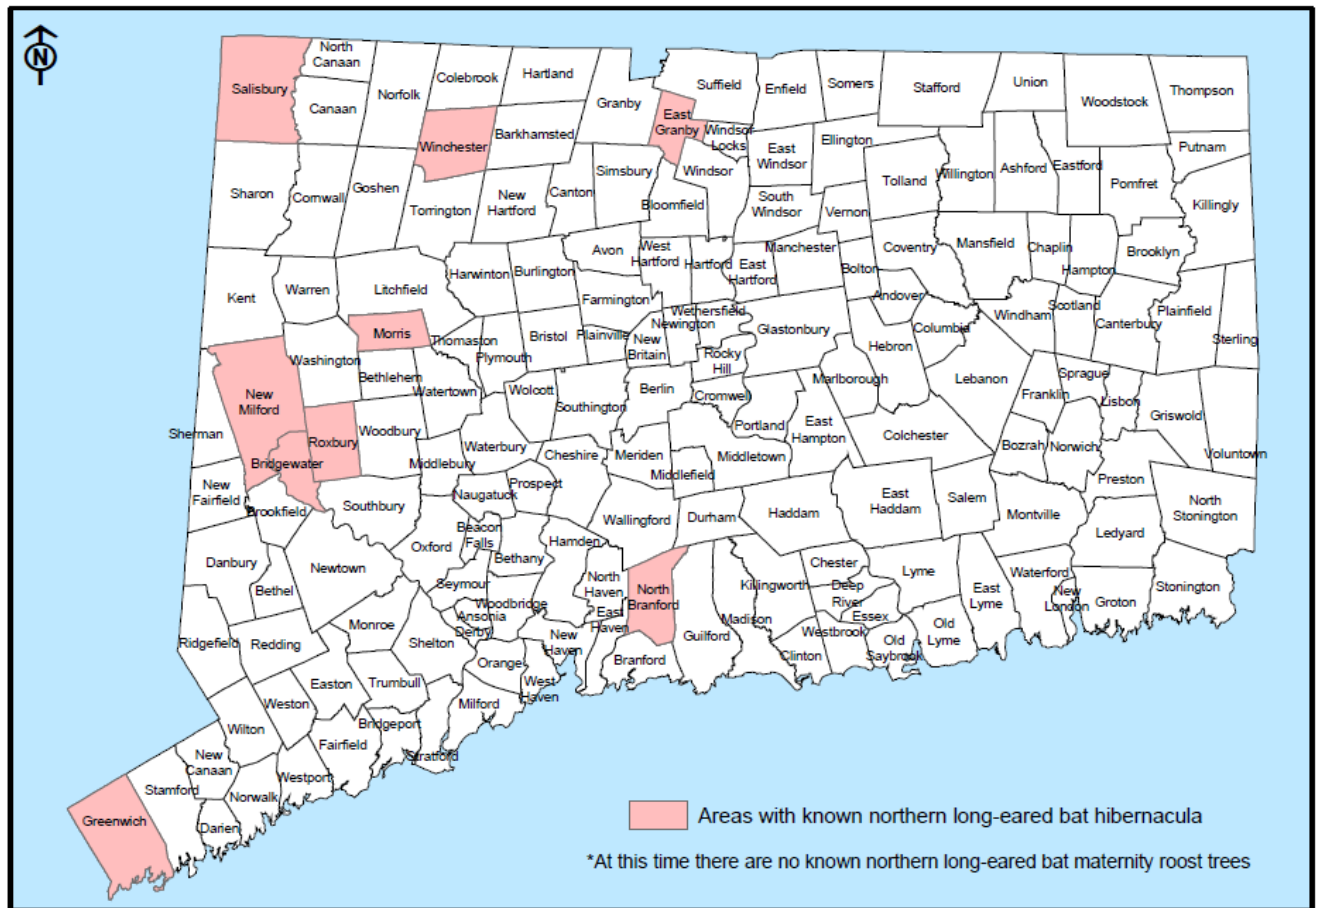 N
North
Canaan
Salisbury
Canaan
Norfolk
Colebrook
Hartland
Granby
Suffield
Enfield
Somers
Stafford
Union
Woodstock
Thompson
Winchester
Barkhamsted
East
Granby
Windsor
Locks
East
Windsor
Ellington
Putnam
Sharon
Cornwall
Goshen
Torrington
New
Hartford
Canton
Simsbury
Bloomfield
Windsor
South
Windsor
Vernon
Tolland
Willington
Ashford
Eastford
Pomfret
Killingly
Kent
Warren
Litchfield
Harwinton
Burlington
Avon
West
Hartford
Hartford
East
Hartford
Manchester
Bolton
Coventry
Mansfield
Chaplin
Hampton
Brooklyn
Farmington
Wethersfield
Newington
Glastonbury
Andover
Columbia
Windham
Scotland
Canterbury
Plainfield
Sterling
Morris
Washington
Thomaston
Plymouth
Bristol
Plainville
New
Britain
Rocky
Hill
Hebron
Bethlehem
Watertown
Wolcott
Southington
Berlin
Cromwell
Marlborough
Lebanon
Franklin
Sprague
Lisbon
Griswold
Voluntown
New
Milford
Sherman
Roxbury
Woodbury
Bridgewater
Middlebury
Waterbury
Cheshire
Meriden
Middlefield
Middletown
Portland
East
Hampton
Colchester
Bozrah
Norwich
Preston
North
Stonington
New
Fairfield
Brookfield
Southbury
Naugatuck
Prospect
Wallingford
Durham
Haddam
East
Haddam
Salem
Montville
Ledyard
Danbury
Bethel
Newtown
Oxford
Beacon
Falls
Bethany
Hamden
North
Haven
North
Branford
Killingworth
Chester
Deep
River
Essex
Lyme
East
Lyme
Waterford
New
London
Groton
Stonington
Seymour
Woodbridge
Ansonia
Derby
East
Haven
Guilford
Madison
Westbrook
Clinton
Old
Saybrook
Old
Lyme
Ridgefield
Redding
Monroe
Shelton
Orange
New
Haven
West
Haven
Branford
Easton
Trumbull
Milford
Weston
Wilton
Bridgeport
Fairfield
Stratford
New
Canaan
Stamford
Norwalk
Westport
Darien
Greenwich
Areas with known northern long-eared bat hibernacula
*At this time there are no known northern long-eared bat maternity roost trees